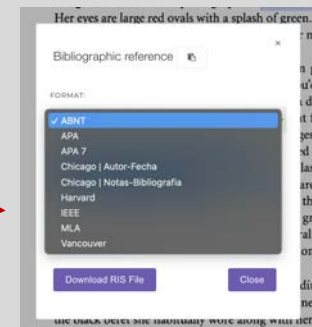 Her eyes are large red ovals with a splash of green.
×
Bibliographic reference
FORMAT:
✓ ABNT
APA
APA 7
Chicago | Autor-Fecha
Chicago | Notas-Bibliografia
Harvard
IEEE
MLA
Vancouver
Download RIS File
Close
the black beret she habitually wore along with her